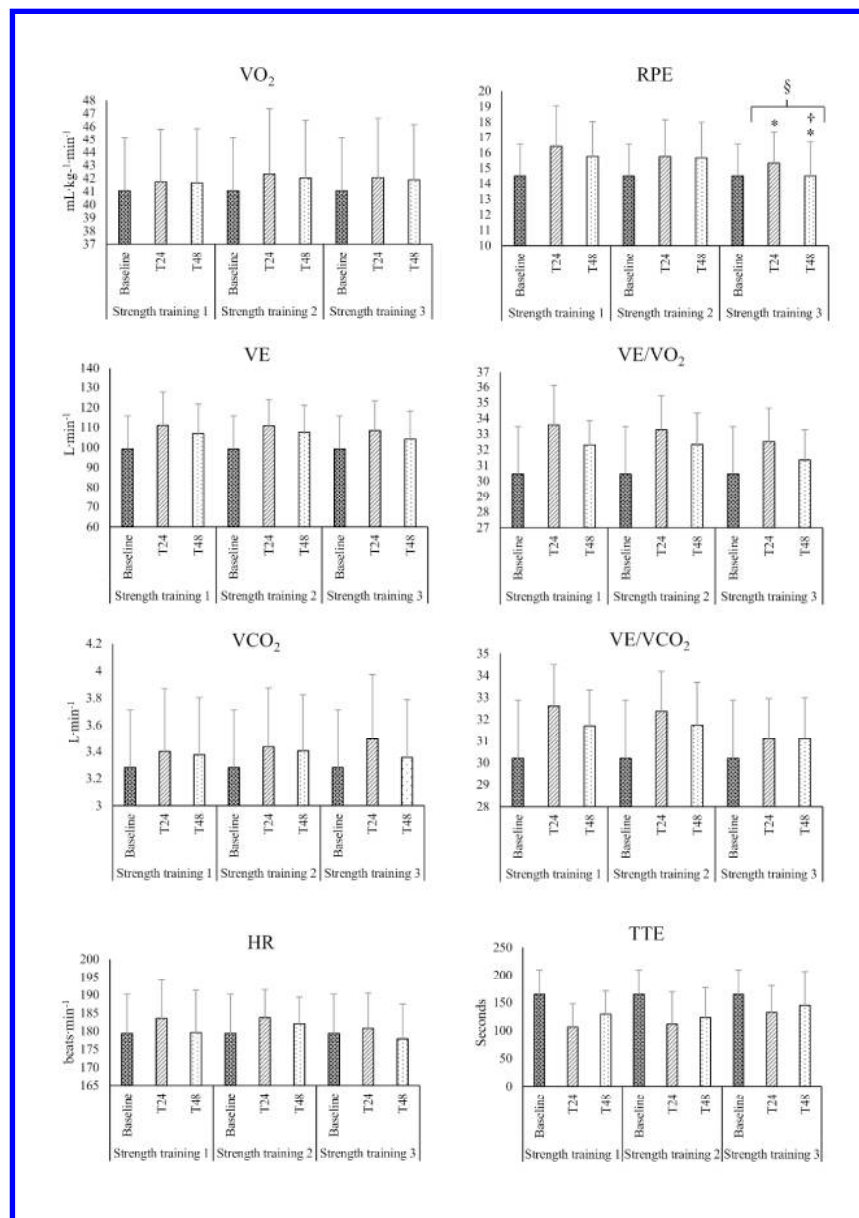 VO₂
mL·kg⁻¹·min⁻¹
48
47
46
45
44
43
42
41
40
39
38
37
Baseline
T24
T48
Baseline
T24
T48
Baseline
T24
T48
Strength training 1
Strength training 2
Strength training 3
RPE
20
19
18
17
16
15
14
13
12
11
10
§
*
†
*
Baseline
T24
T48
Baseline
T24
T48
Baseline
T24
T48
Strength training 1
Strength training 2
Strength training 3
VE
L·min⁻¹
140
130
120
110
100
90
80
70
60
Baseline
T24
T48
Baseline
T24
T48
Baseline
T24
T48
Strength training 1
Strength training 2
Strength training 3
VE/VO₂
37
36
35
34
33
32
31
30
29
28
27
Baseline
T24
T48
Baseline
T24
T48
Baseline
T24
T48
Strength training 1
Strength training 2
Strength training 3
VCO₂
L·min⁻¹
4.2
4
3.8
3.6
3.4
3.2
3
Baseline
T24
T48
Baseline
T24
T48
Baseline
T24
T48
Strength training 1
Strength training 2
Strength training 3
VE/VCO₂
35
34
33
32
31
30
29
28
Baseline
T24
T48
Baseline
T24
T48
Baseline
T24
T48
Strength training 1
Strength training 2
Strength training 3
HR
beats·min⁻¹
200
195
190
185
180
175
170
165
Baseline
T24
T48
Baseline
T24
T48
Baseline
T24
T48
Strength training 1
Strength training 2
Strength training 3
TTE
Seconds
250
200
150
100
50
0
Baseline
T24
T48
Baseline
T24
T48
Baseline
T24
T48
Strength training 1
Strength training 2
Strength training 3